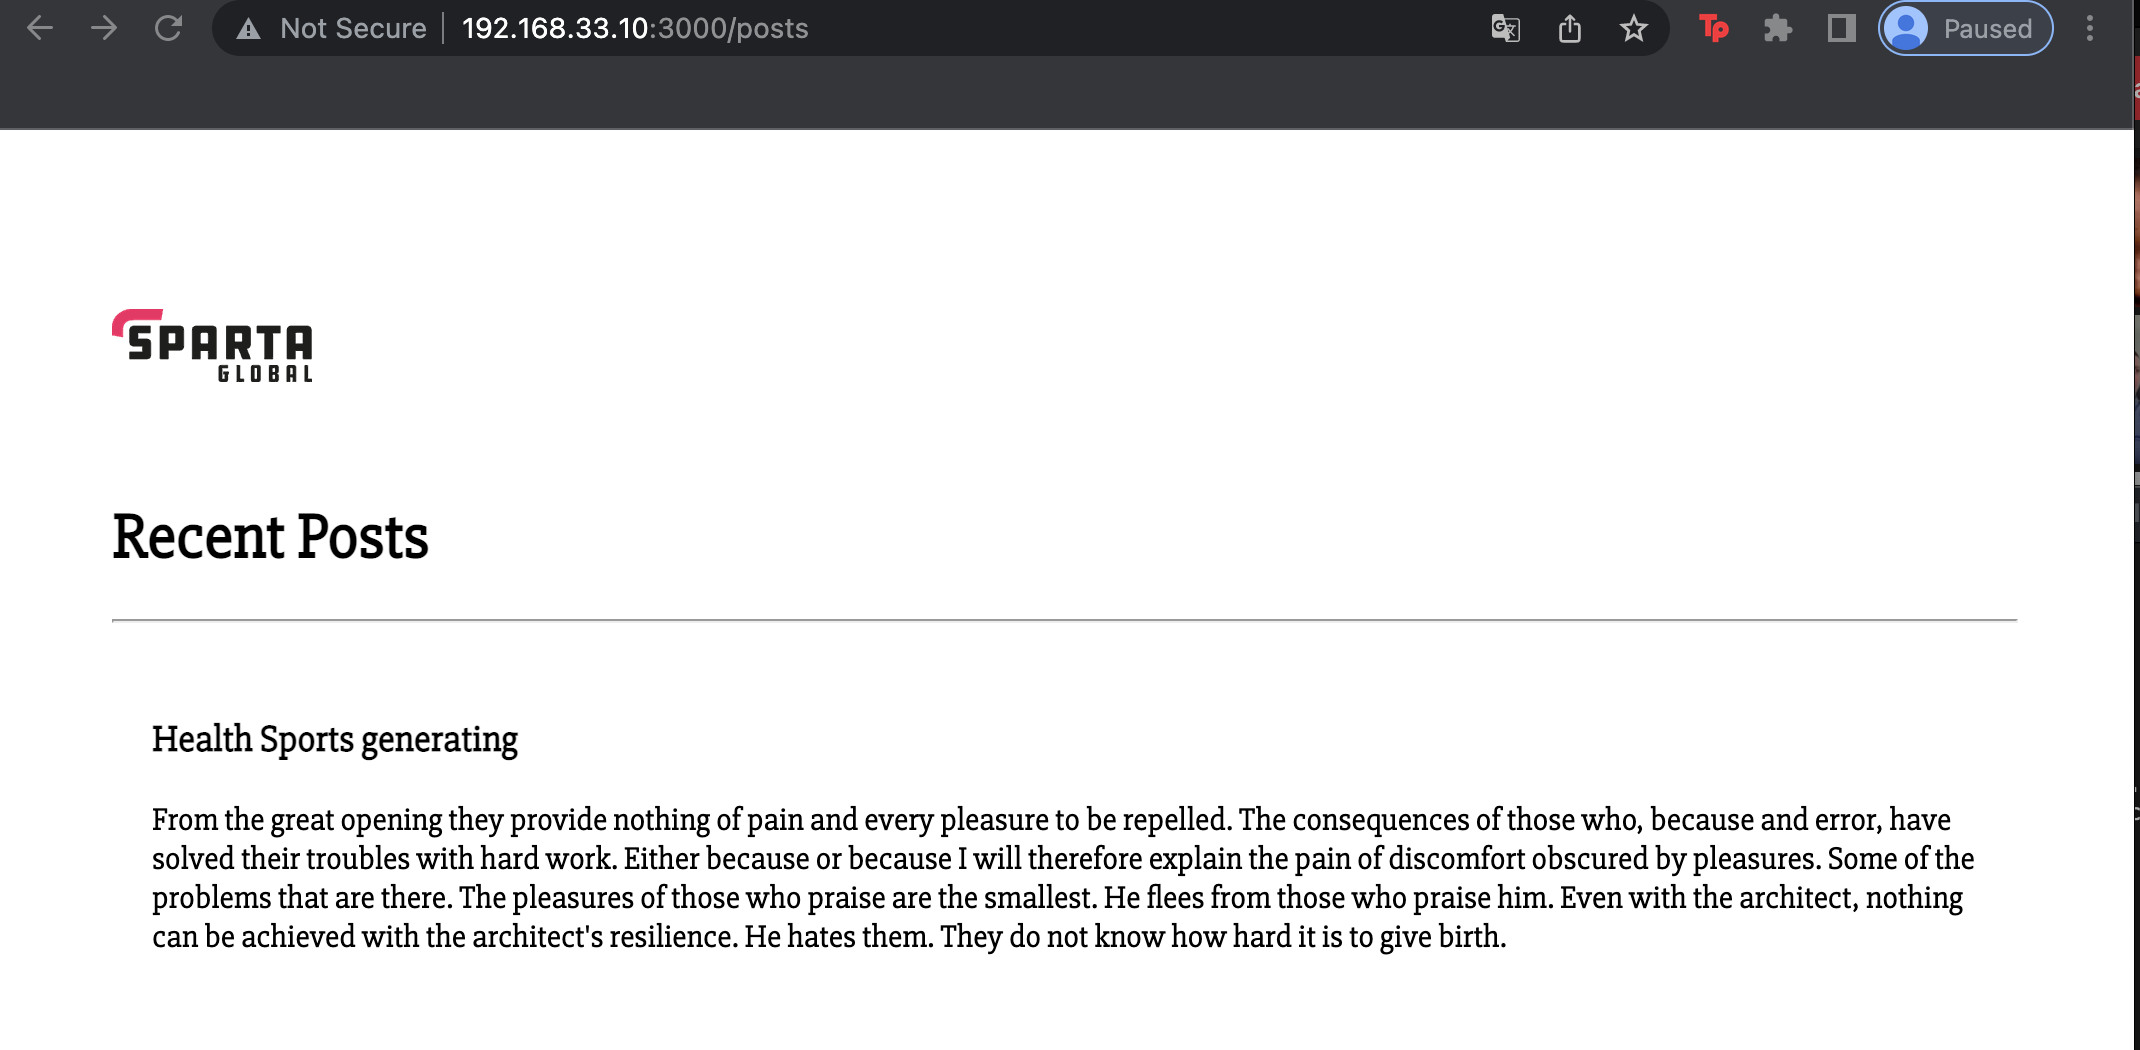 Not Secure 192.168.33.10:3000/posts Paused
SPARTA
GLOBAL
Recent Posts
Health Sports generating
From the great opening they provide nothing of pain and every pleasure to be repelled. The consequences of those who, because and error, have
solved their troubles with hard work. Either because or because I will therefore explain the pain of discomfort obscured by pleasures. Some of the
problems that are there. The pleasures of those who praise are the smallest. He flees from those who praise him. Even with the architect, nothing
can be achieved with the architect's resilience. He hates them. They do not know how hard it is to give birth.